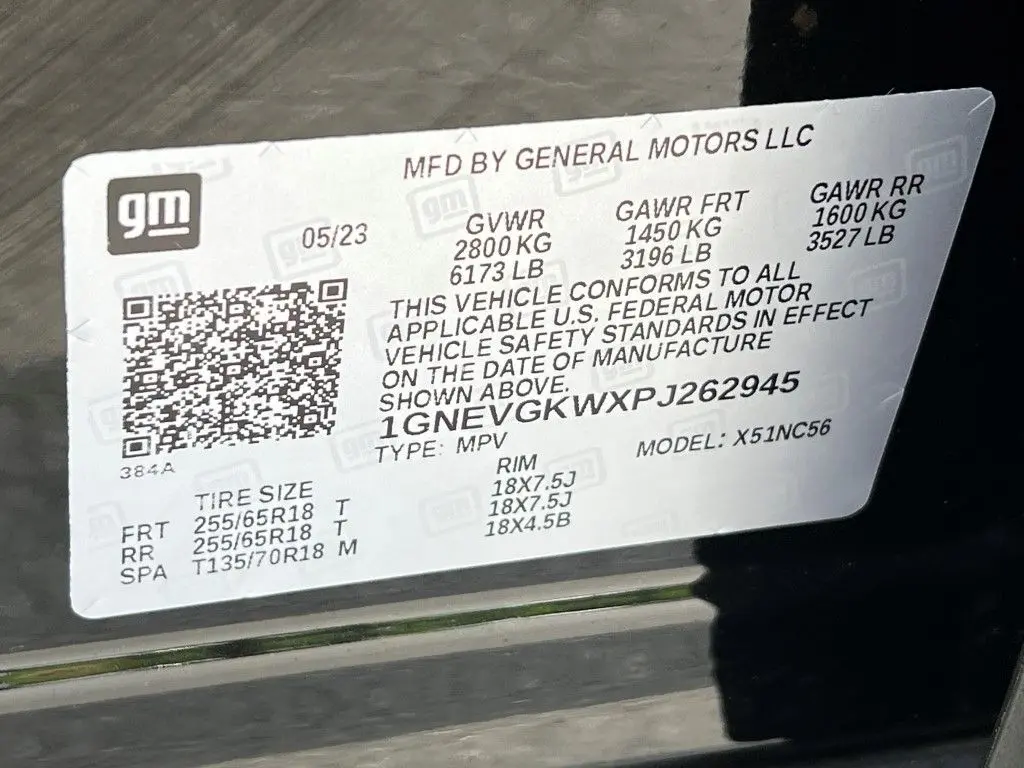 MFD BY GENERAL MOTORS LLC
gm
05/23
GVWR
2800 KG
6173 LB
GAWR FRT
1450 KG
3196 LB
GAWR RR
1600 KG
3527 LB
THIS VEHICLE CONFORMS TO ALL
APPLICABLE U.S. FEDERAL MOTOR
VEHICLE SAFETY STANDARDS IN EFFECT
ON THE DATE OF MANUFACTURE
SHOWN ABOVE.
1GNEVGKWXPJ262945
TYPE: MPV MODEL: X51NC56
384A
TIRE SIZE RIM
FRT 255/65R18 T 18X7.5J
RR 255/65R18 T 18X7.5J
SPA T135/70R18 M 18X4.5B